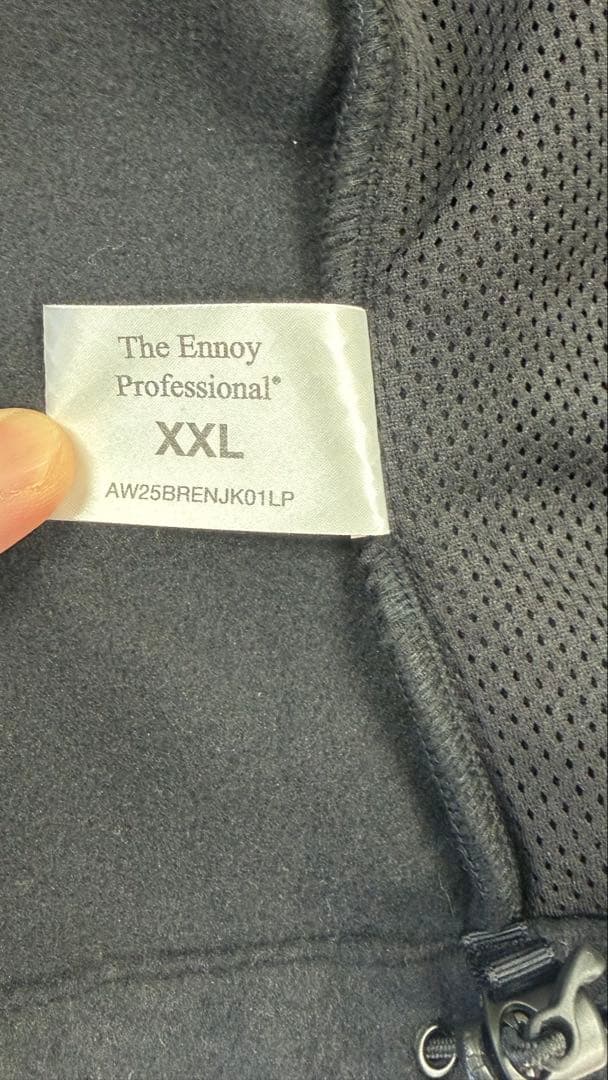 The Ennoy
Professional®
XXL
AW25BRENJK01LP